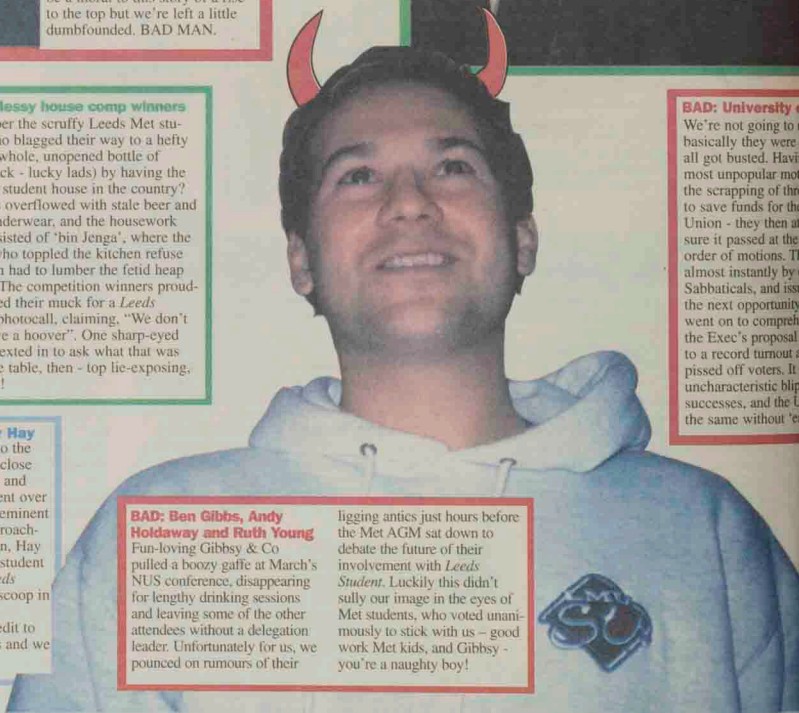 to the top but we're left a little
dumbfounded. BAD MAN.
Messy house comp winners
the scruffy Leeds Met stu-
blagged their way to a hefty
whole, unopened bottle of
- lucky lads) by having the
student house in the country?
overflowed with stale beer and
and the housework
of 'bin Jenga', where the
who toppled the kitchen refuse
had to lumber the fetid heap
The competition winners proud-
their muck for a Leeds
photocall, claiming, "We don't
a hoover". One sharp-eyed
in to ask what that was
table, then - top lie-exposing,
!
Hay
to the
close
and
over
eminent
roach-
Hay
student
scoop in
to
and we
BAD: Ben Gibbs, Andy
Holdaway and Ruth Young
Fun-loving Gibbsy & Co
pulled a boozy gaffe at March's
NUS conference, disappearing
for lengthy drinking sessions
and leaving some of the other
attendees without a delegation
leader. Unfortunately for us, we
pounced on rumours of their
ligging antics just hours before
the Met AGM sat down to
debate the future of their
involvement with Leeds
Student. Luckily this didn't
sully our image in the eyes of
Met students, who voted unani-
mously to stick with us – good
work Met kids, and Gibbsy -
you're a naughty boy!
SU
BAD: University
We're not going to
basically they were
all got busted.
most unpopular
the scrapping of
to save funds for
Union - they then
sure it passed at the
order of motions.
almost instantly by
Sabbaticals, and
the next opportunity
went on to
the Exec's proposal
to a record turnout
pissed off voters. It
uncharacteristic
successes, and the
the same without